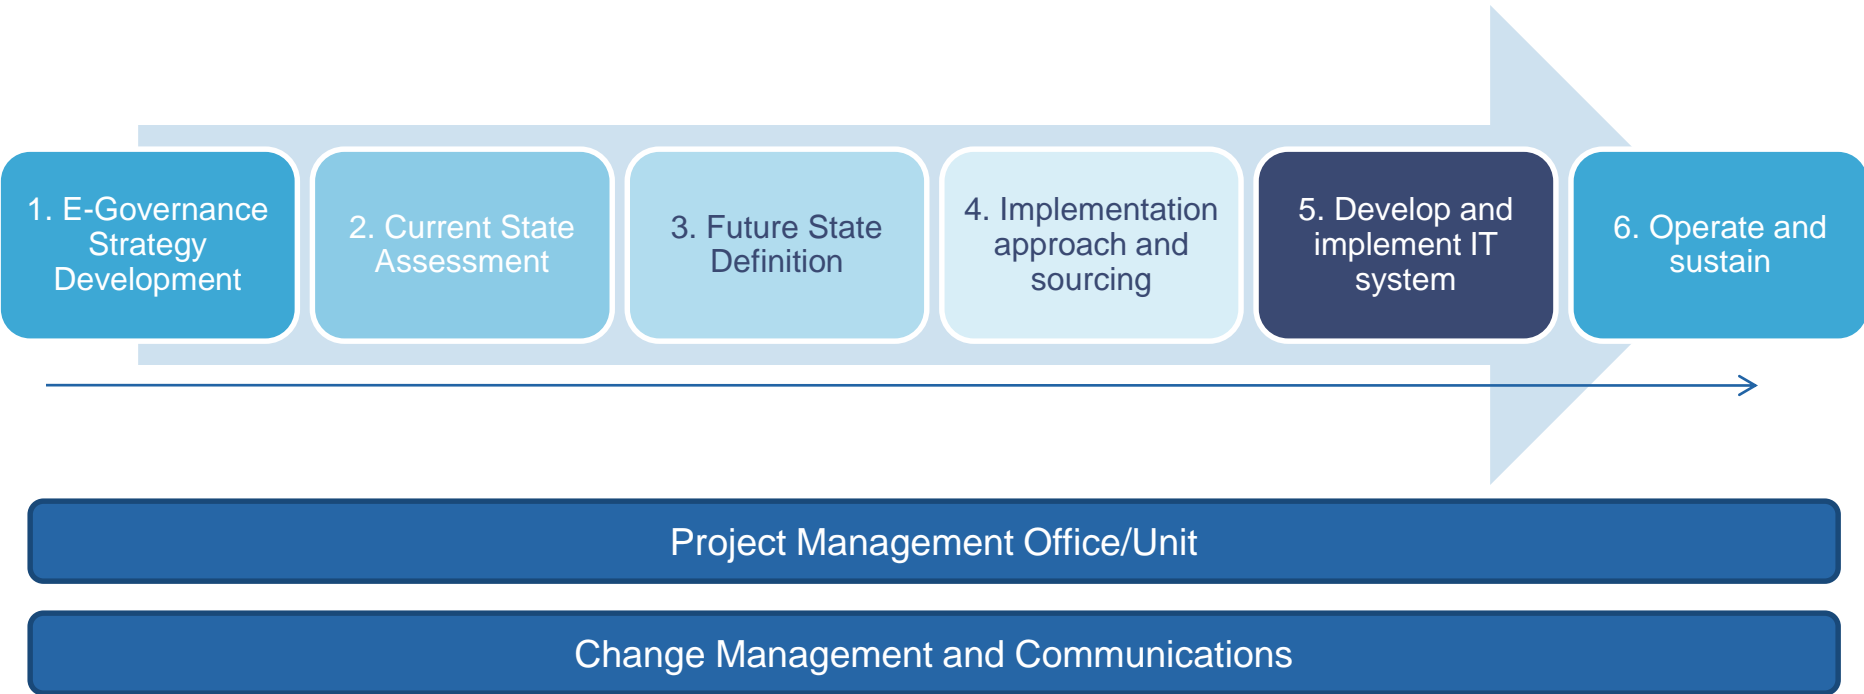 1. E-Governance
Strategy
Development
2. Current State
Assessment
3. Future State
Definition
4. Implementation
approach and
sourcing
5. Develop and
implement IT
system
6. Operate and
sustain
Project Management Office/Unit
Change Management and Communications